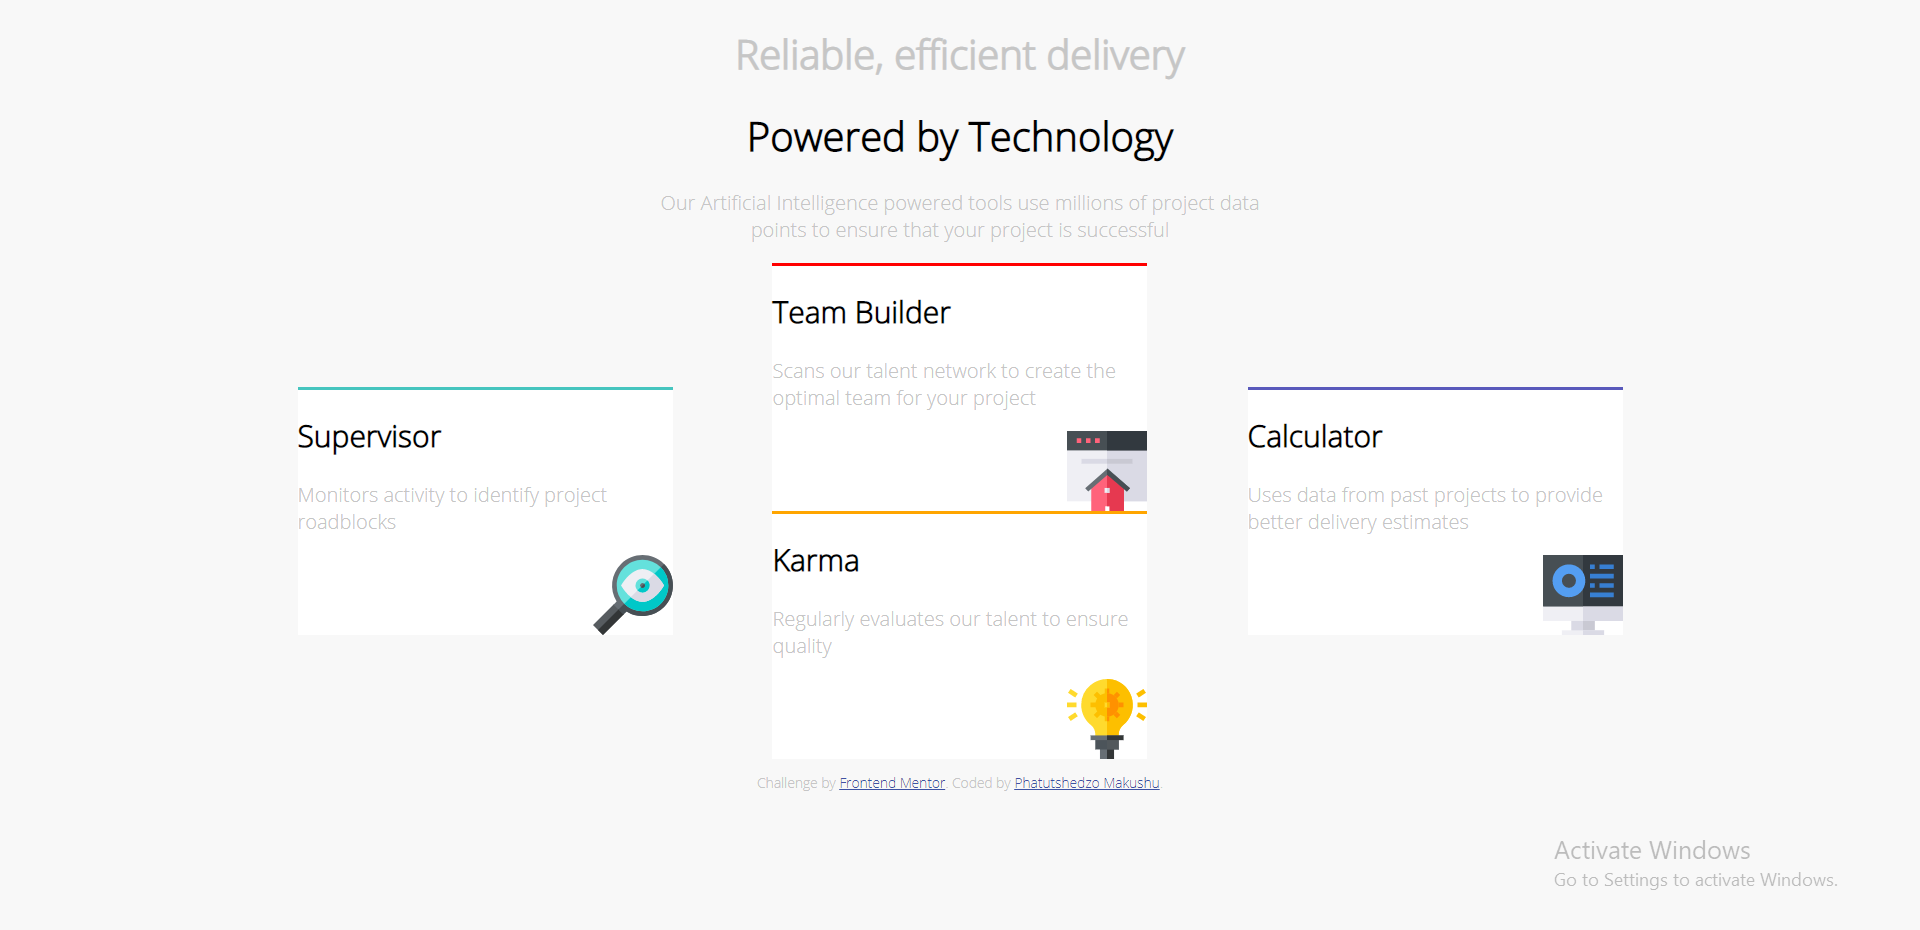 Reliable, efficient delivery
Powered by Technology
Our Artificial Intelligence powered tools use millions of project data
points to ensure that your project is successful
Supervisor
Monitors activity to identify project
roadblocks
Team Builder
Scans our talent network to create the
optimal team for your project
Karma
Regularly evaluates our talent to ensure
quality
Calculator
Uses data from past projects to provide
better delivery estimates
Challenge by Frontend Mentor. Coded by Phatutshedzo Makushu.
Activate Windows
Go to Settings to activate Windows.